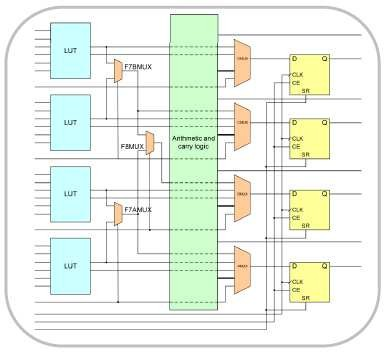 LUT
F7BMUX
D Q
CLK
CE
SR
LUT
Arithmetic and
carry logic
F8MUX
D Q
CLK
CE
SR
LUT
F7AMUX
D Q
CLK
CE
SR
LUT
D Q
CLK
CE
SR